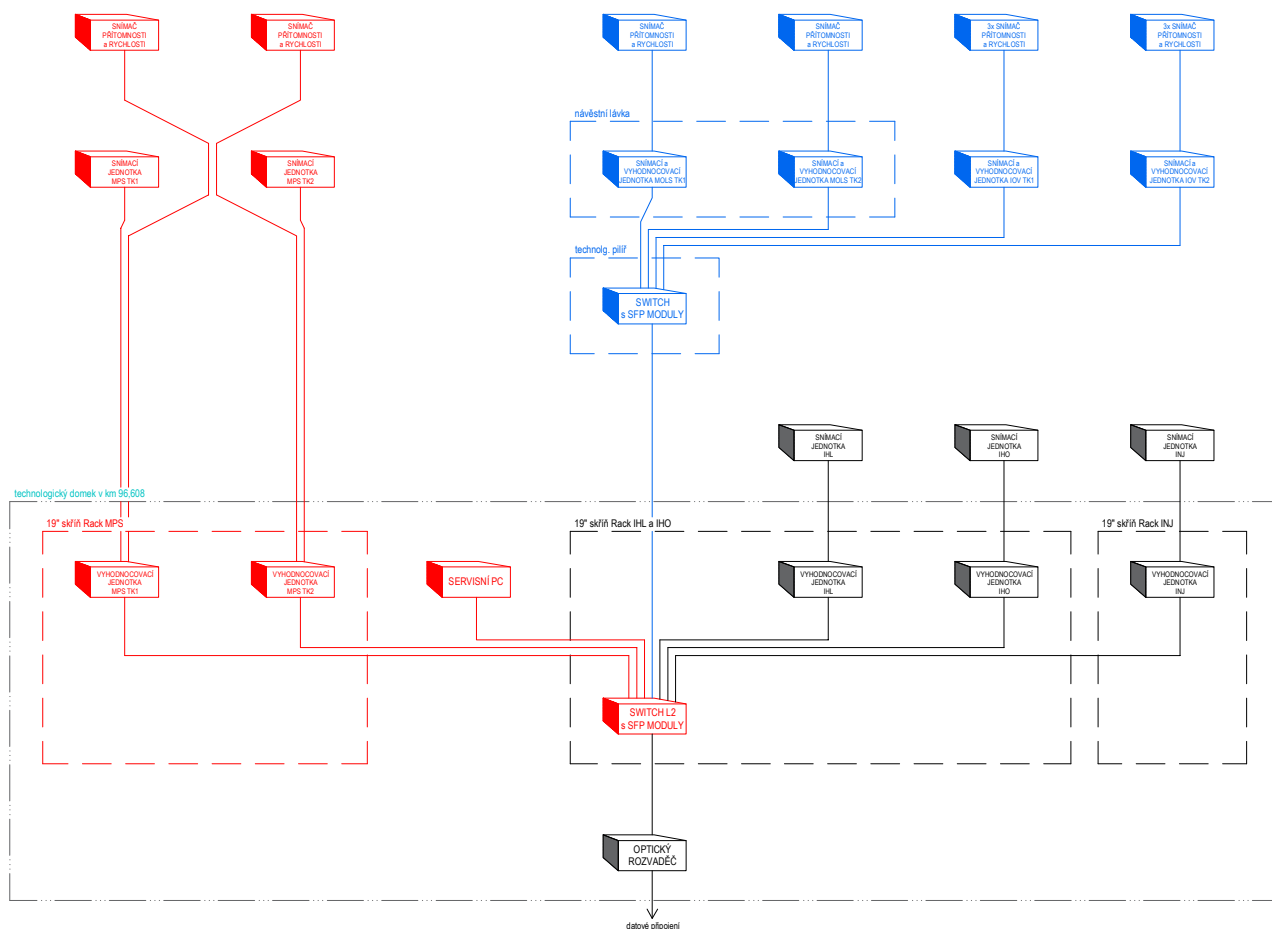 SNÍMAČ
PŘÍTOMNOSTI
a RYCHLOSTI
SNÍMAČ
PŘÍTOMNOSTI
a RYCHLOSTI
SNÍMAČ
PŘÍTOMNOSTI
a RYCHLOSTI
SNÍMAČ
PŘÍTOMNOSTI
a RYCHLOSTI
3x SNÍMAČ
PŘÍTOMNOSTI
a RYCHLOSTI
3x SNÍMAČ
PŘÍTOMNOSTI
a RYCHLOSTI
návěstní lávka
SNÍMACÍ
JEDNOTKA
MPS TK1
SNÍMACÍ
JEDNOTKA
MPS TK2
SNÍMACÍ a
VYHODNOCOVACÍ
JEDNOTKA MOLS TK1
SNÍMACÍ a
VYHODNOCOVACÍ
JEDNOTKA MOLS TK2
SNÍMACÍ a
VYHODNOCOVACÍ
JEDNOTKA IOV TK1
SNÍMACÍ a
VYHODNOCOVACÍ
JEDNOTKA IOV TK2
technolg. pilíř
SWITCH
s SFP MODULY
SNÍMACÍ
JEDNOTKA
IHL
SNÍMACÍ
JEDNOTKA
IHO
SNÍMACÍ
JEDNOTKA
INJ
technologický domek v km 96,608
19" skříň Rack MPS
19" skříň Rack IHL a IHO
19" skříň Rack INJ
VYHODNOCOVACÍ
JEDNOTKA
MPS TK1
VYHODNOCOVACÍ
JEDNOTKA
MPS TK2
SERVISNÍ PC
VYHODNOCOVACÍ
JEDNOTKA
IHL
VYHODNOCOVACÍ
JEDNOTKA
IHO
VYHODNOCOVACÍ
JEDNOTKA
INJ
SWITCH L2
s SFP MODULY
OPTICKÝ
ROZVADĚČ
datové připojení